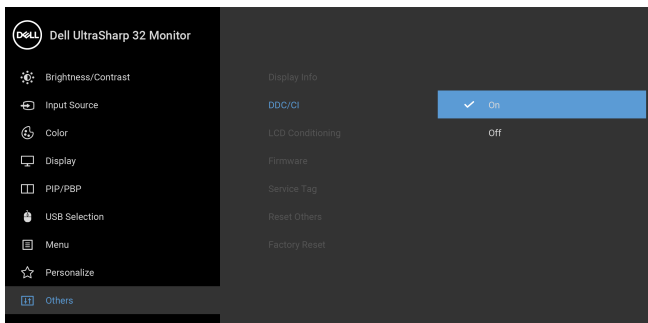 DELL Dell UltraSharp 32 Monitor
Brightness/Contrast
Display Info
Input Source
DDC/CI
On
Color
LCD Conditioning
Off
Display
Firmware
PIP/PBP
Service Tag
USB Selection
Reset Others
Menu
Factory Reset
Personalize
Others